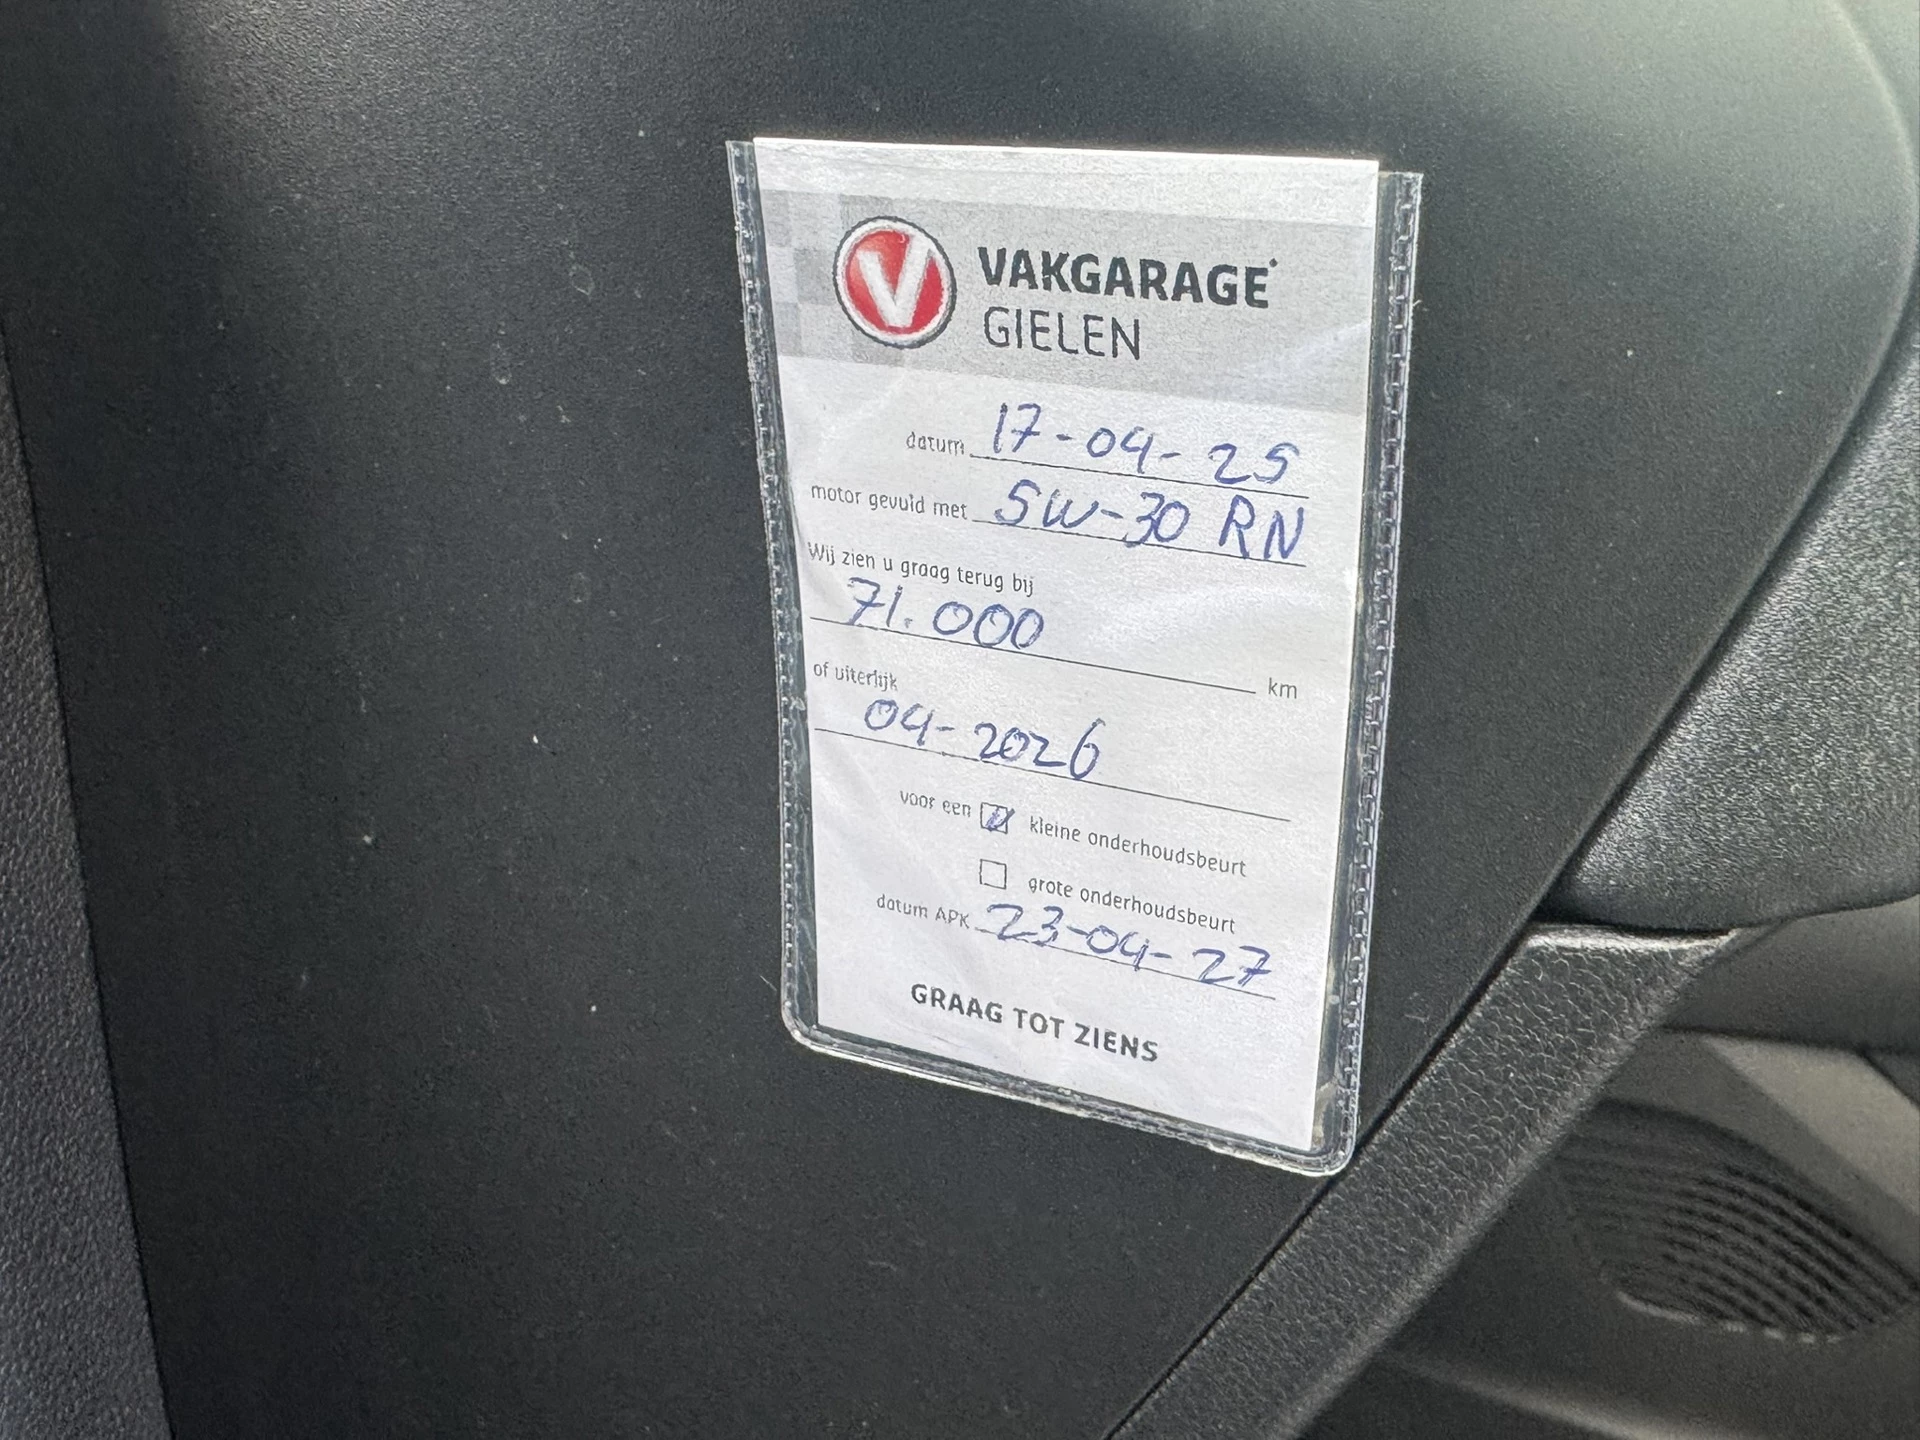 V
VAKGARAGE
GIELEN
datum 17-04-25
motor gevuld met 5W-30 RN
Wij zien u graag terug bij
71.000 km
of uiterlijk
04-2026
voor een kleine onderhoudsbeurt
grote onderhoudsbeurt
datum APK 23-04-27
GRAAG TOT ZIENS